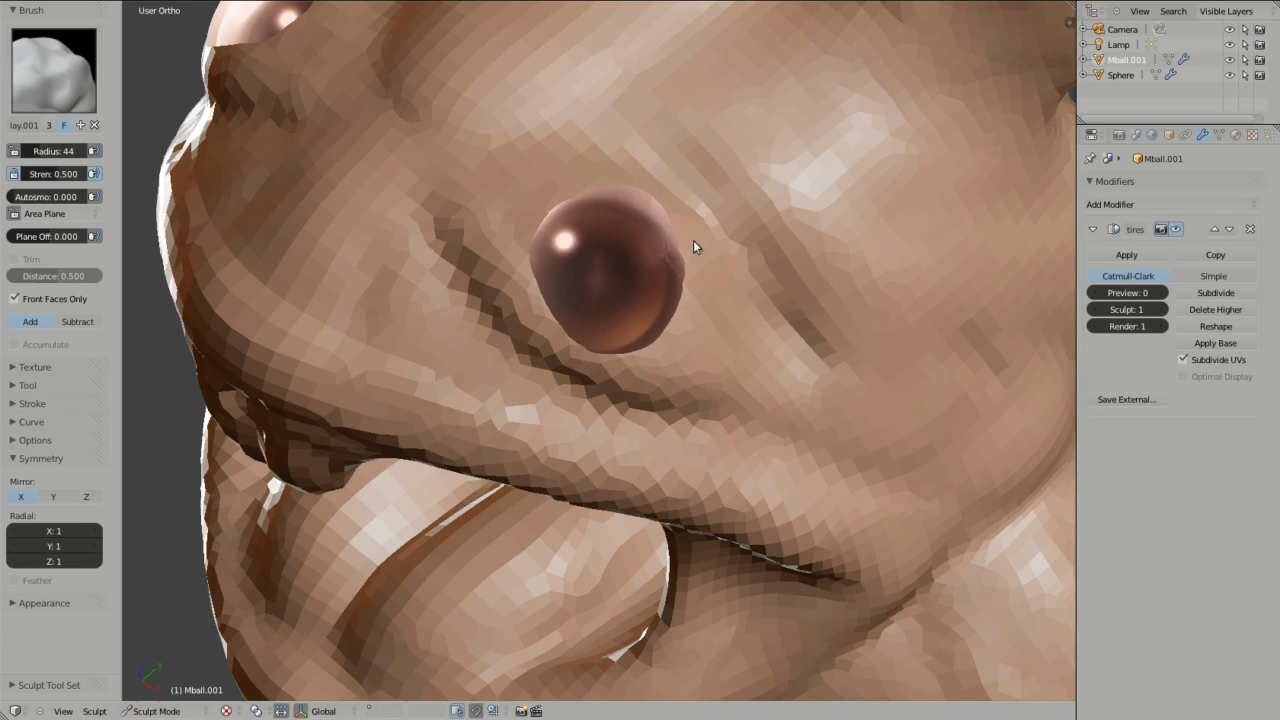 Brush
User Ortho
View Search Visible Layers
Camera
Lamp
Mball.001
Sphere
lay.001 3 F
Radius: 44
Stren: 0.500
Autosmo: 0.000
Area Plane
Plane Off: 0.000
Trim
Distance: 0.500
Front Faces Only
Add Subtract
Accumulate
Texture
Tool
Stroke
Curve
Options
Symmetry
Mirror:
X Y Z
Radial:
X: 1
Y: 1
Z: 1
Feather
Appearance
Sculpt Tool Set
Mball.001
Modifiers
Add Modifier
tires
Apply Copy
Catmull-Clark Simple
Preview: 0 Subdivide
Sculpt: 1 Delete Higher
Render: 1 Reshape
Apply Base
Subdivide UVs
Optimal Display
Save External...
z y x
(1) Mball.001
View Sculpt Sculpt Mode Global